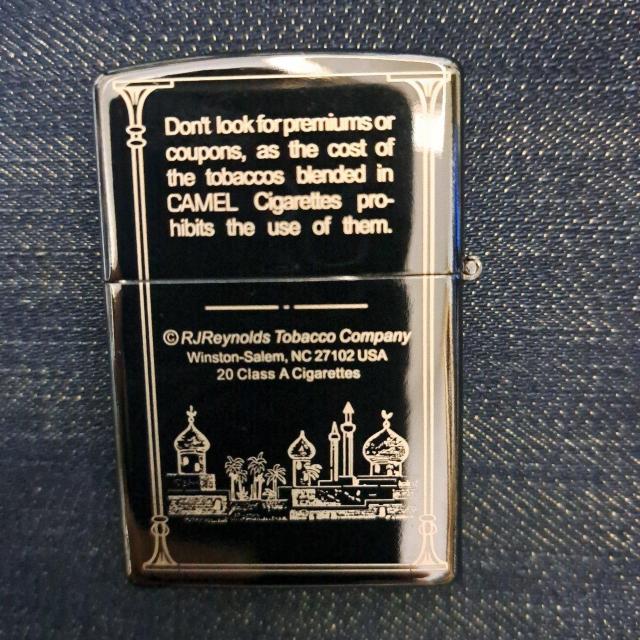 Don't look for premiums or
coupons, as the cost of
the tobaccos blended in
CAMEL Cigarettes pro-
hibits the use of them.
© RJReynolds Tobacco Company
Winston-Salem, NC 27102 USA
20 Class A Cigarettes